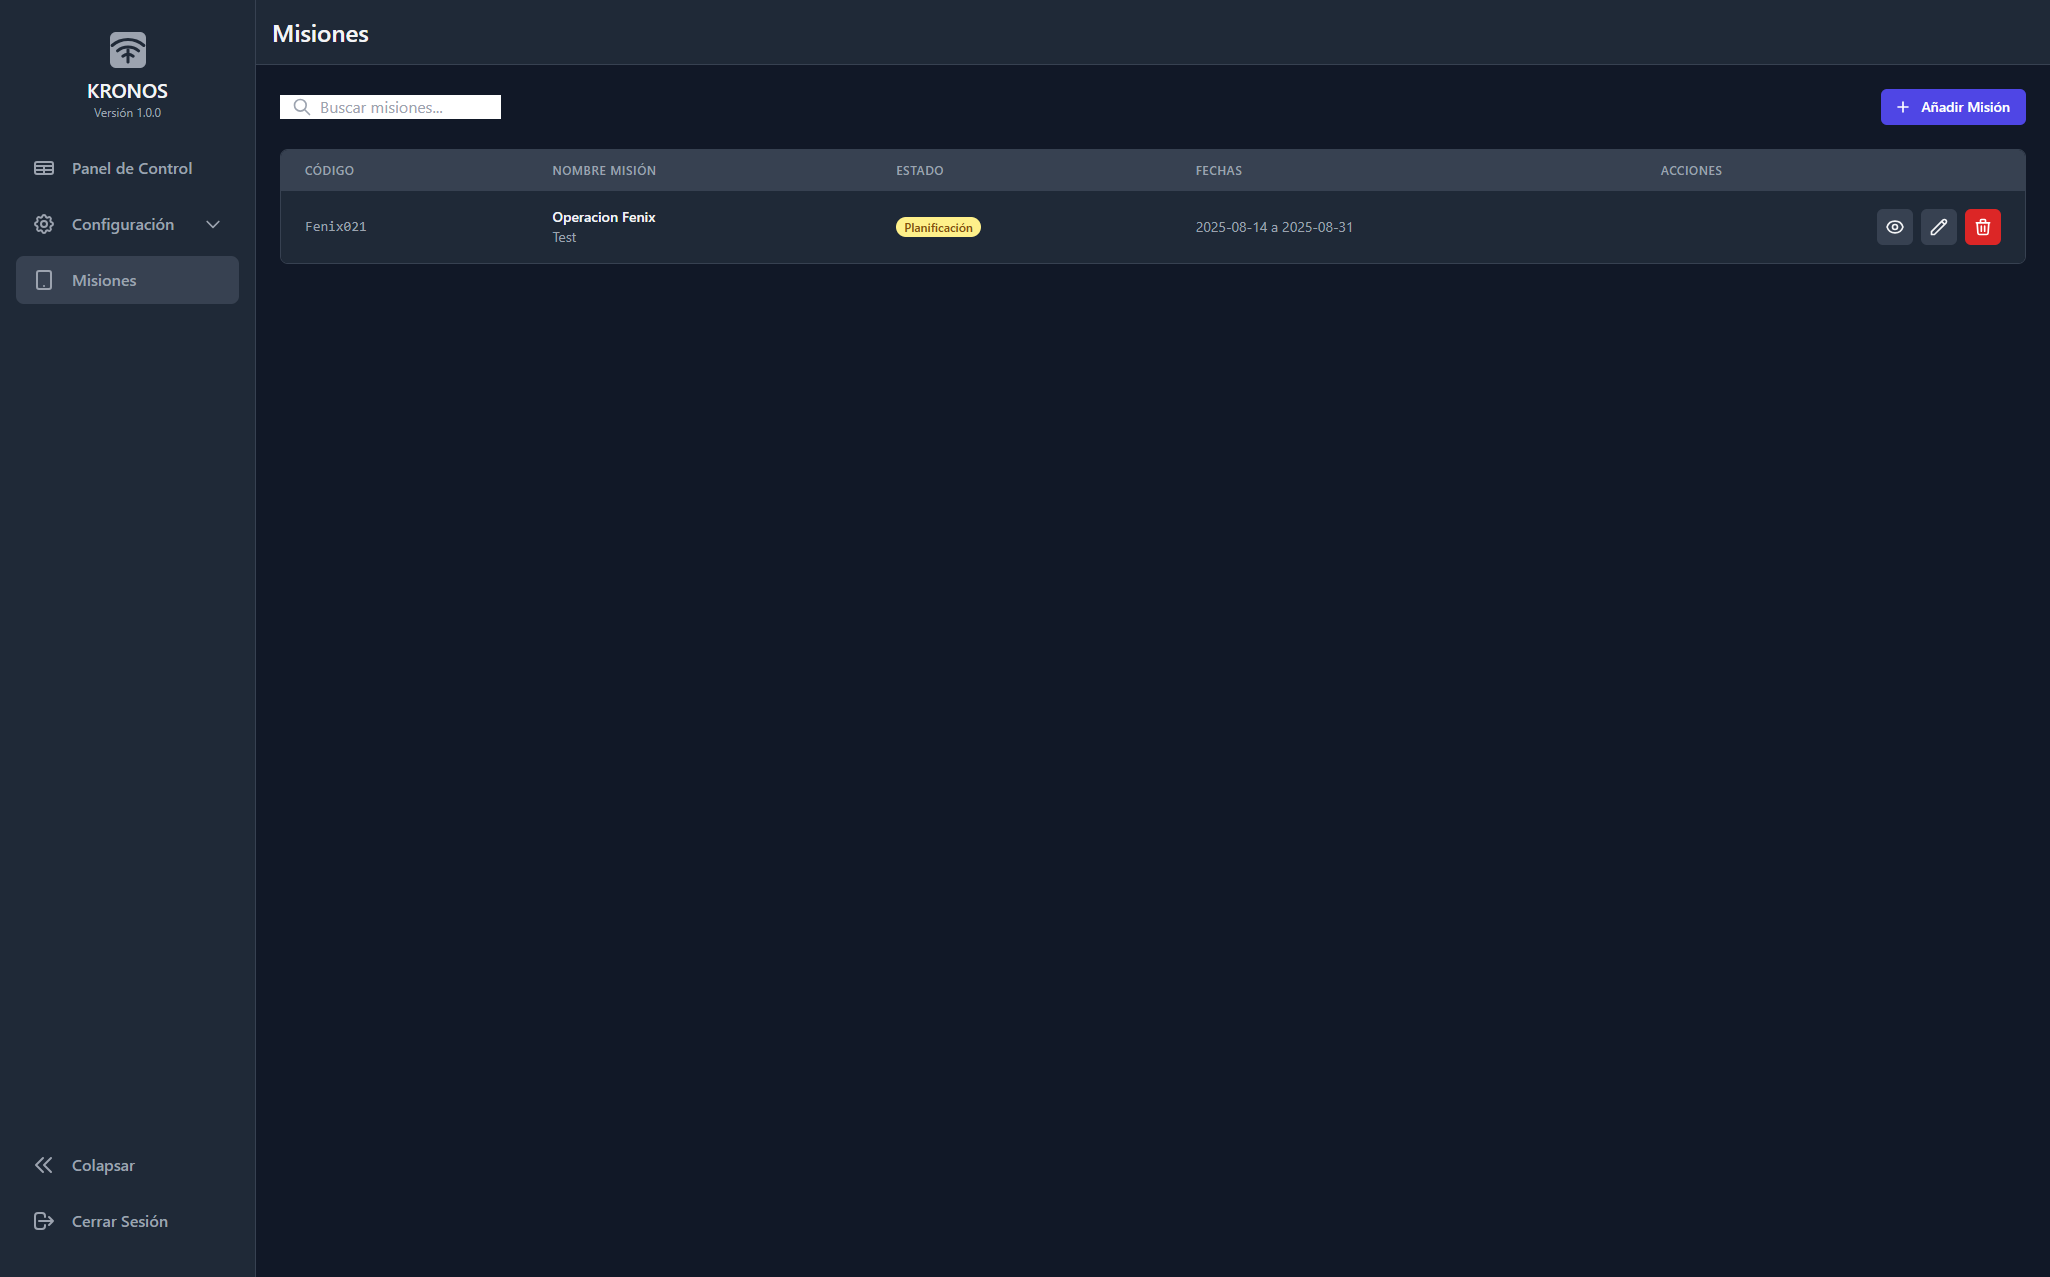 KRONOS
Versión 1.0.0
Panel de Control
Configuración
Misiones
Colapsar
Cerrar Sesión
Misiones
Buscar misiones...
Añadir Misión
CÓDIGO NOMBRE MISIÓN ESTADO FECHAS ACCIONES
Fenix021 Operacion Fenix Planificación 2025-08-14 a 2025-08-31
Test